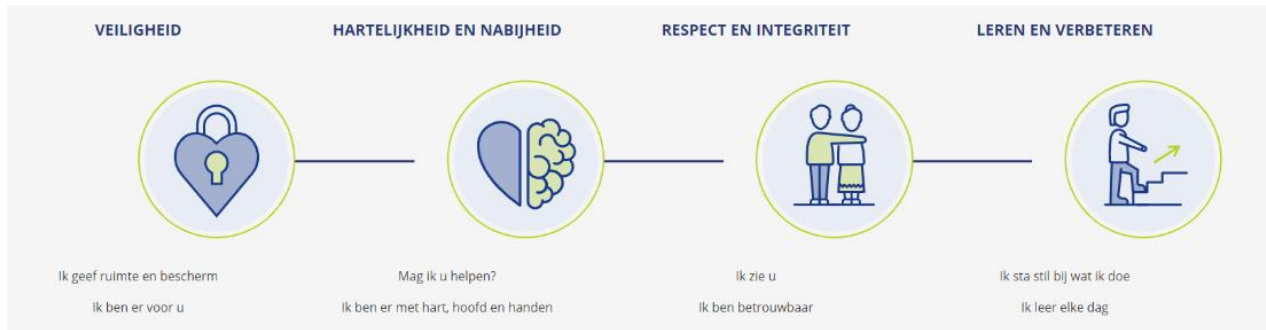 VEILIGHEID
HARTELIJKHEID EN NABIJHEID
RESPECT EN INTEGRITEIT
LEREN EN VERBETEREN
Ik geef ruimte en bescherm
Ik ben er voor u
Mag ik u helpen?
Ik ben er met hart, hoofd en handen
Ik zie u
Ik ben betrouwbaar
Ik sta stil bij wat ik doe
Ik leer elke dag